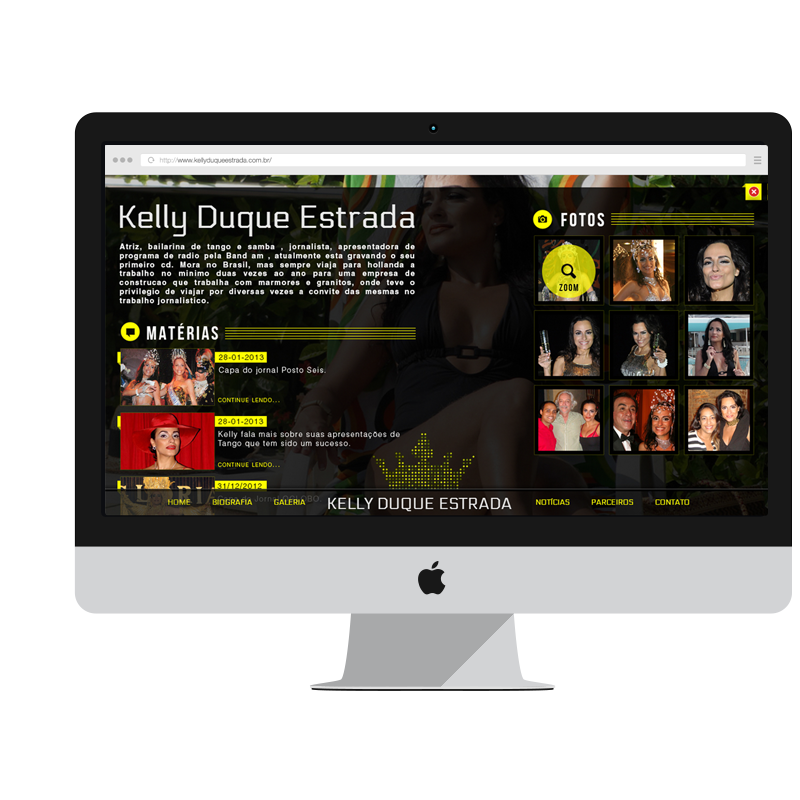 http://www.kellyduqueestrada.com.br/
Kelly Duque Estrada
Atriz, bailarina de tango e samba , jornalista, apresentadora de
programa de radio pela Band am , atualmente esta gravando o seu
primeiro cd. Mora no Brasil, mas sempre viaja para hollanda a
trabalho no minimo duas vezes ao ano para uma empresa de
construcao que trabalha com marmores e granitos, onde teve o
privilegio de viajar por diversas vezes a convite das mesmas no
trabalho jornalistico.
MATÉRIAS
28-01-2013
Capa do jornal Posto Seis.
CONTINUE LENDO...
28-01-2013
Kelly fala mais sobre suas apresentações de
Tango que tem sido um sucesso.
CONTINUE LENDO...
31/12/2012
FOTOS
ZOOM
HOME BIOGRAFIA GALERIA KELLY DUQUE ESTRADA NOTÍCIAS PARCEIROS CONTATO